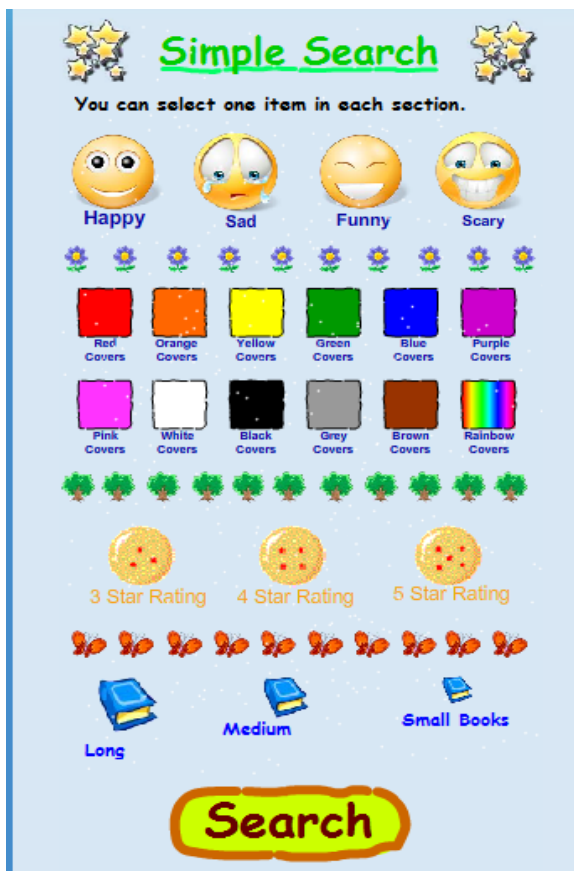 Simple Search
You can select one item in each section.
Happy Sad Funny Scary
Red Orange Yellow Green Blue Purple
Covers Covers Covers Covers Covers Covers
Pink White Black Grey Brown Rainbow
Covers Covers Covers Covers Covers Covers
3 Star Rating 4 Star Rating 5 Star Rating
Long Medium Small Books
Search